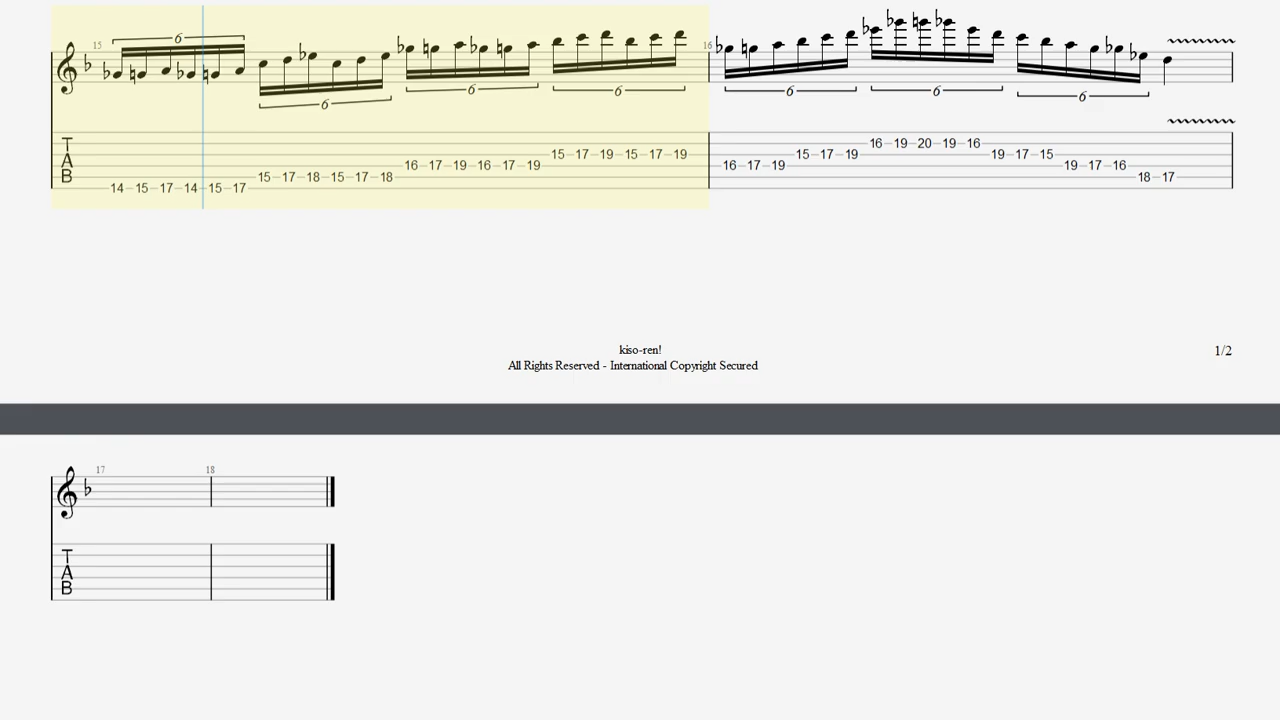 15 16
6 6 6 6 6 6 6
T
A
B
16 19 20 19 16
15 17 19 15 17 19 15 17 19 19 17 15
16 17 19 16 17 19 16 17 19 19 17 16
15 17 18 15 17 18 18 17
14 15 17 14 15 17
kiso-ren!
All Rights Reserved - International Copyright Secured
1/2
17 18
T
A
B